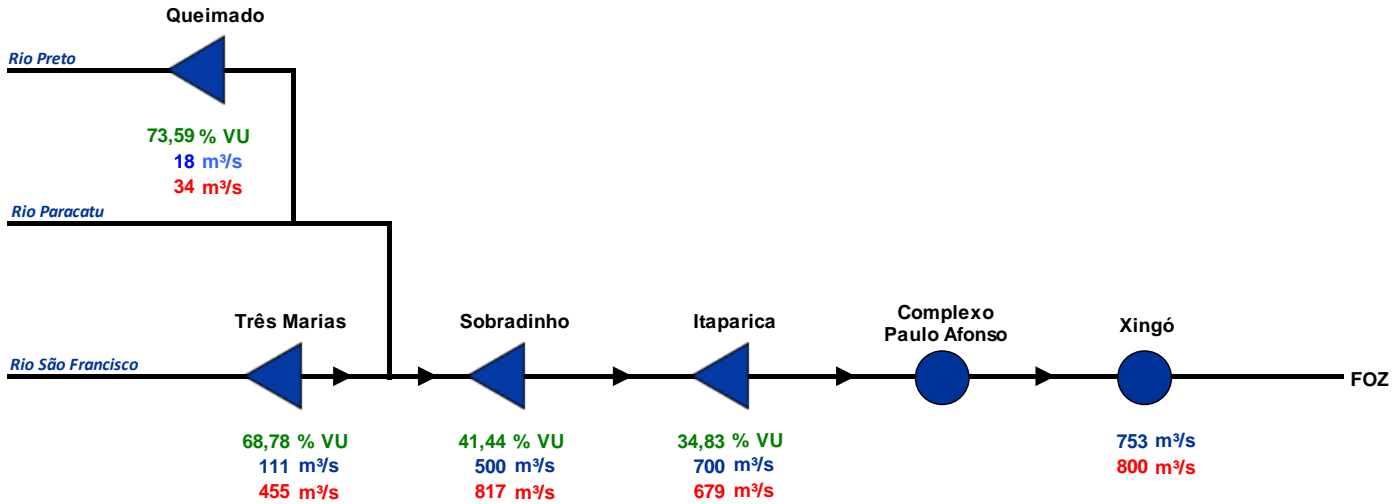 Queimado
Rio Preto
73,59 % VU
18 m³/s
34 m³/s
Rio Paracatu
Três Marias
Sobradinho
Itaparica
Complexo
Paulo Afonso
Xingó
Rio São Francisco
FOZ
68,78 % VU
111 m³/s
455 m³/s
41,44 % VU
500 m³/s
817 m³/s
34,83 % VU
700 m³/s
679 m³/s
753 m³/s
800 m³/s